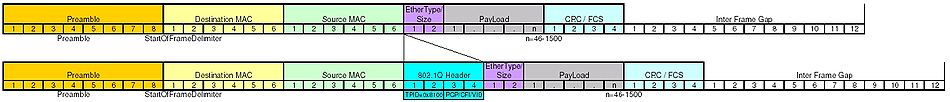 Preamble Destination MAC Source MAC EtherType/ Size PayLoad CRC / FCS Inter Frame Gap
1 2 3 4 5 6 7 8 1 2 3 4 5 6 1 2 3 4 5 6 1 2 1 . . . n 1 2 3 4 1 2 3 4 5 6 7 8 9 10 11 12
Preamble StartOfFrameDelimiter n=46-1500
Preamble Destination MAC Source MAC 802.1Q Header EtherType/ Size PayLoad CRC / FCS Inter Frame Gap
1 2 3 4 5 6 7 8 1 2 3 4 5 6 1 2 3 4 5 6 1 2 3 4 1 2 1 . . . n 1 2 3 4 1 2 3 4 5 6 7 8 9 10 11 12
Preamble StartOfFrameDelimiter TPID=0x8100 PCP/CFI/VID n=46-1500